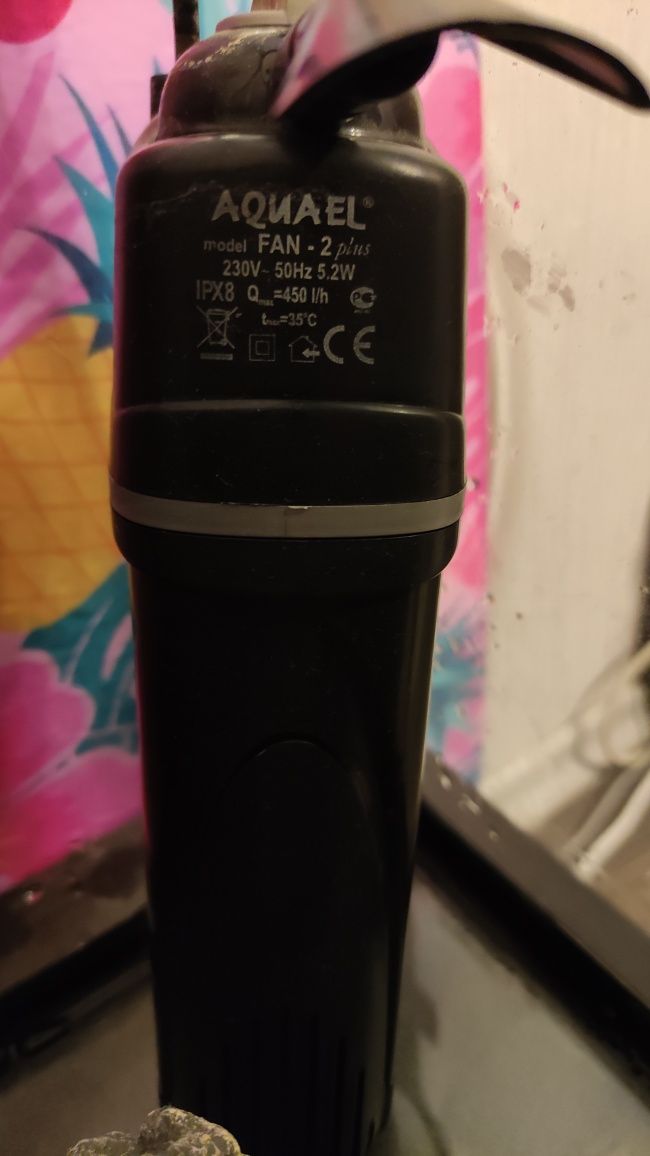 AQUAEL®
model FAN - 2 plus
230V~ 50Hz 5.2W
IPX8 Qmax=450 l/h
tmax=35°C
CE